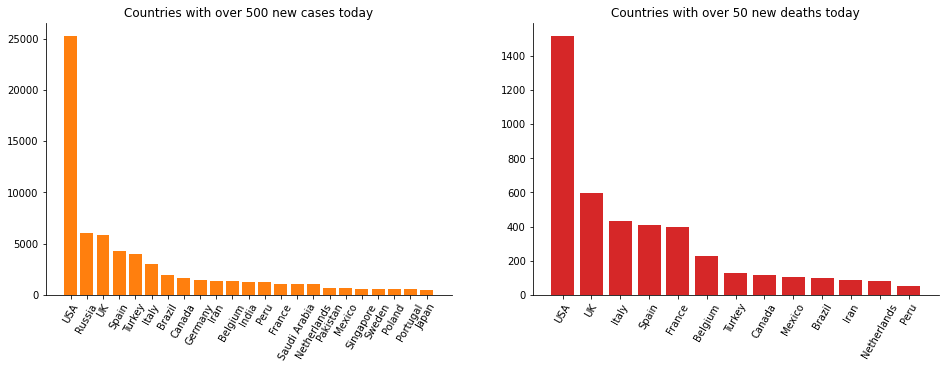 Countries with over 500 new cases today
25000
20000
15000
10000
5000
0
USA
Russia
UK
Spain
Turkey
Italy
Brazil
Canada
Germany
Iran
Belgium
India
Peru
France
Saudi Arabia
Netherlands
Pakistan
Mexico
Singapore
Sweden
Poland
Portugal
Japan
Countries with over 50 new deaths today
1400
1200
1000
800
600
400
200
0
USA
UK
Italy
Spain
France
Belgium
Turkey
Canada
Mexico
Brazil
Iran
Netherlands
Peru